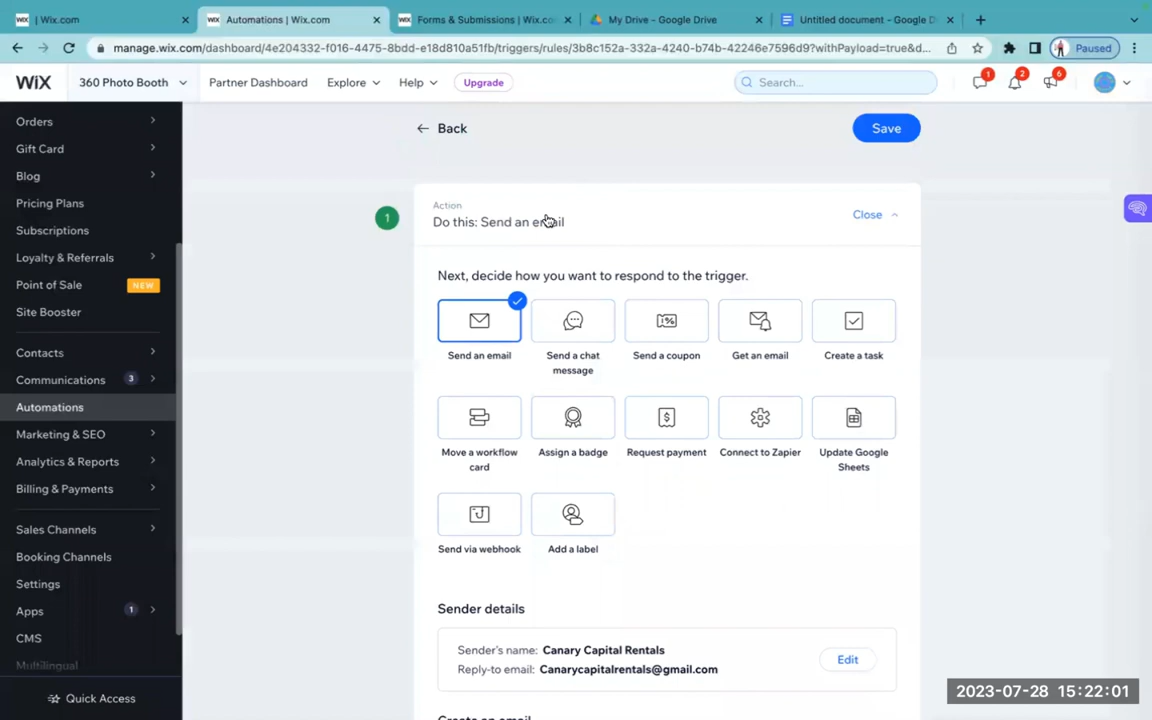 | Wix.com
Automations | Wix.com
Forms & Submissions | Wix.co
My Drive - Google Drive
Untitled document - Google D
manage.wix.com/dashboard/4e204332-f016-4475-8bdd-e18d810a51fb/triggers/rules/3b8c152a-332a-4240-b74b-42246e7596d9?withPayload=true&d...
Paused
WiX
360 Photo Booth
Partner Dashboard
Explore
Help
Upgrade
Search...
1
2
6
Orders
Gift Card
Blog
Pricing Plans
Subscriptions
Loyalty & Referrals
Point of Sale
NEW
Site Booster
Contacts
Communications
3
Automations
Marketing & SEO
Analytics & Reports
Billing & Payments
Sales Channels
Booking Channels
Settings
Apps
1
CMS
Multilingual
Quick Access
Back
Save
1
Action
Do this: Send an email
Close
Next, decide how you want to respond to the trigger.
Send an email
Send a chat
message
Send a coupon
Get an email
Create a task
Move a workflow
card
Assign a badge
Request payment
Connect to Zapier
Update Google
Sheets
Send via webhook
Add a label
Sender details
Sender's name: Canary Capital Rentals
Reply-to email: Canarycapitalrentals@gmail.com
Edit
Create an email
2023-07-28 15:22:01